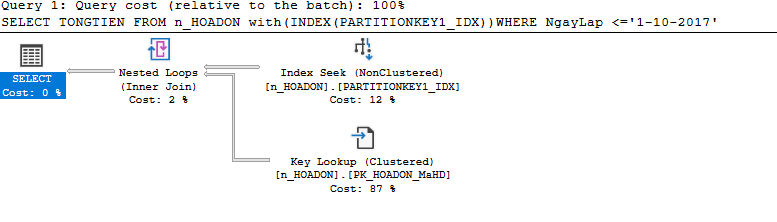 Query 1: Query cost (relative to the batch): 100%
SELECT TONGTIEN FROM n_HOADON with(INDEX(PARTITIONKEY1_IDX))WHERE NgayLap <='1-10-2017'
SELECT
Cost: 0 %
Nested Loops
(Inner Join)
Cost: 2 %
Index Seek (NonClustered)
[n_HOADON].[PARTITIONKEY1_IDX]
Cost: 12 %
Key Lookup (Clustered)
[n_HOADON].[PK_HOADON_MaHD]
Cost: 87 %